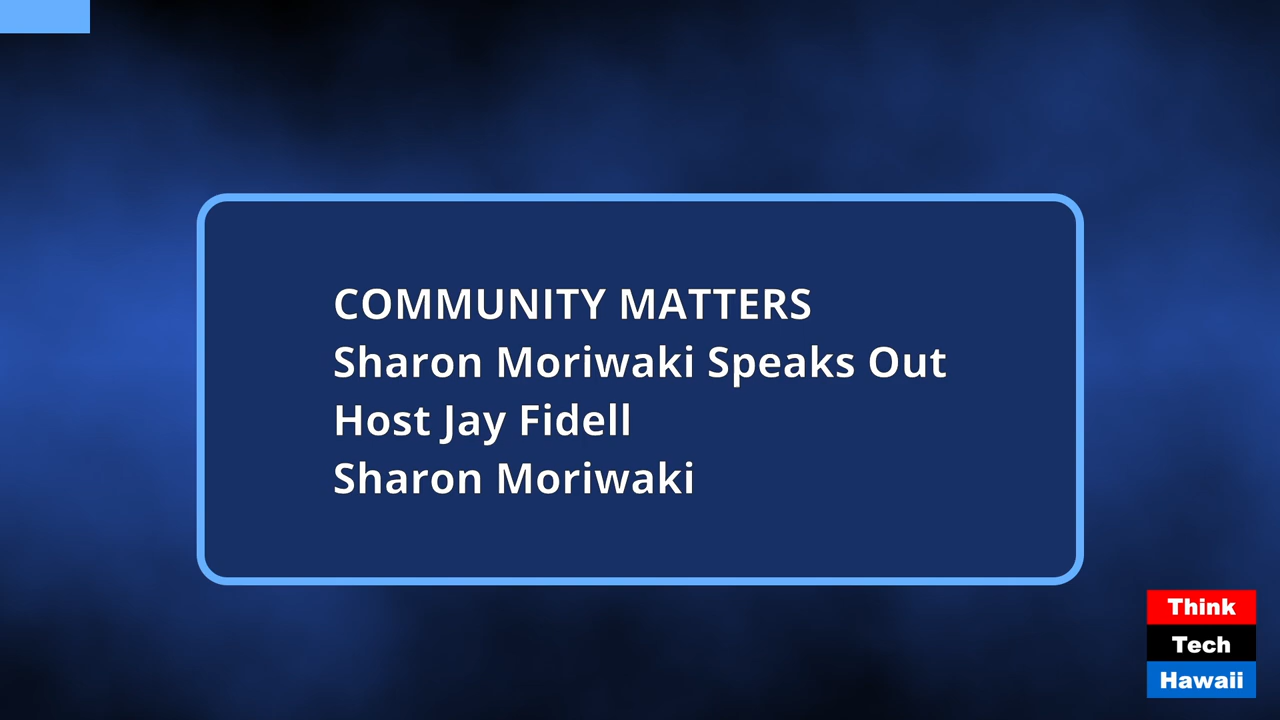 COMMUNITY MATTERS
Sharon Moriwaki Speaks Out
Host Jay Fidell
Sharon Moriwaki
Think
Tech
Hawaii